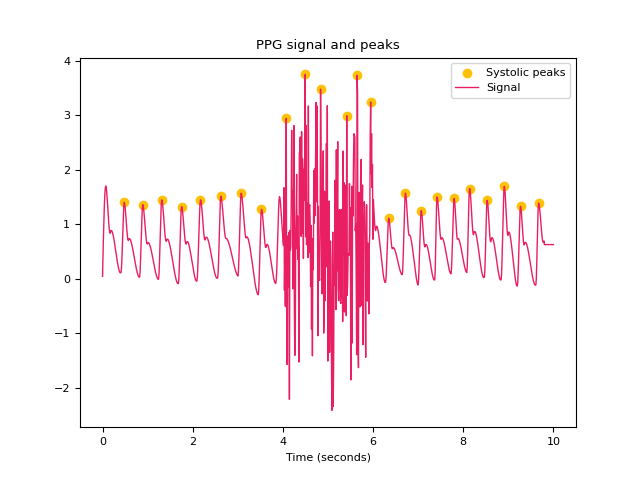 PPG signal and peaks
Systolic peaks
Signal
4
3
2
1
0
−1
−2
0 2 4 6 8 10
Time (seconds)